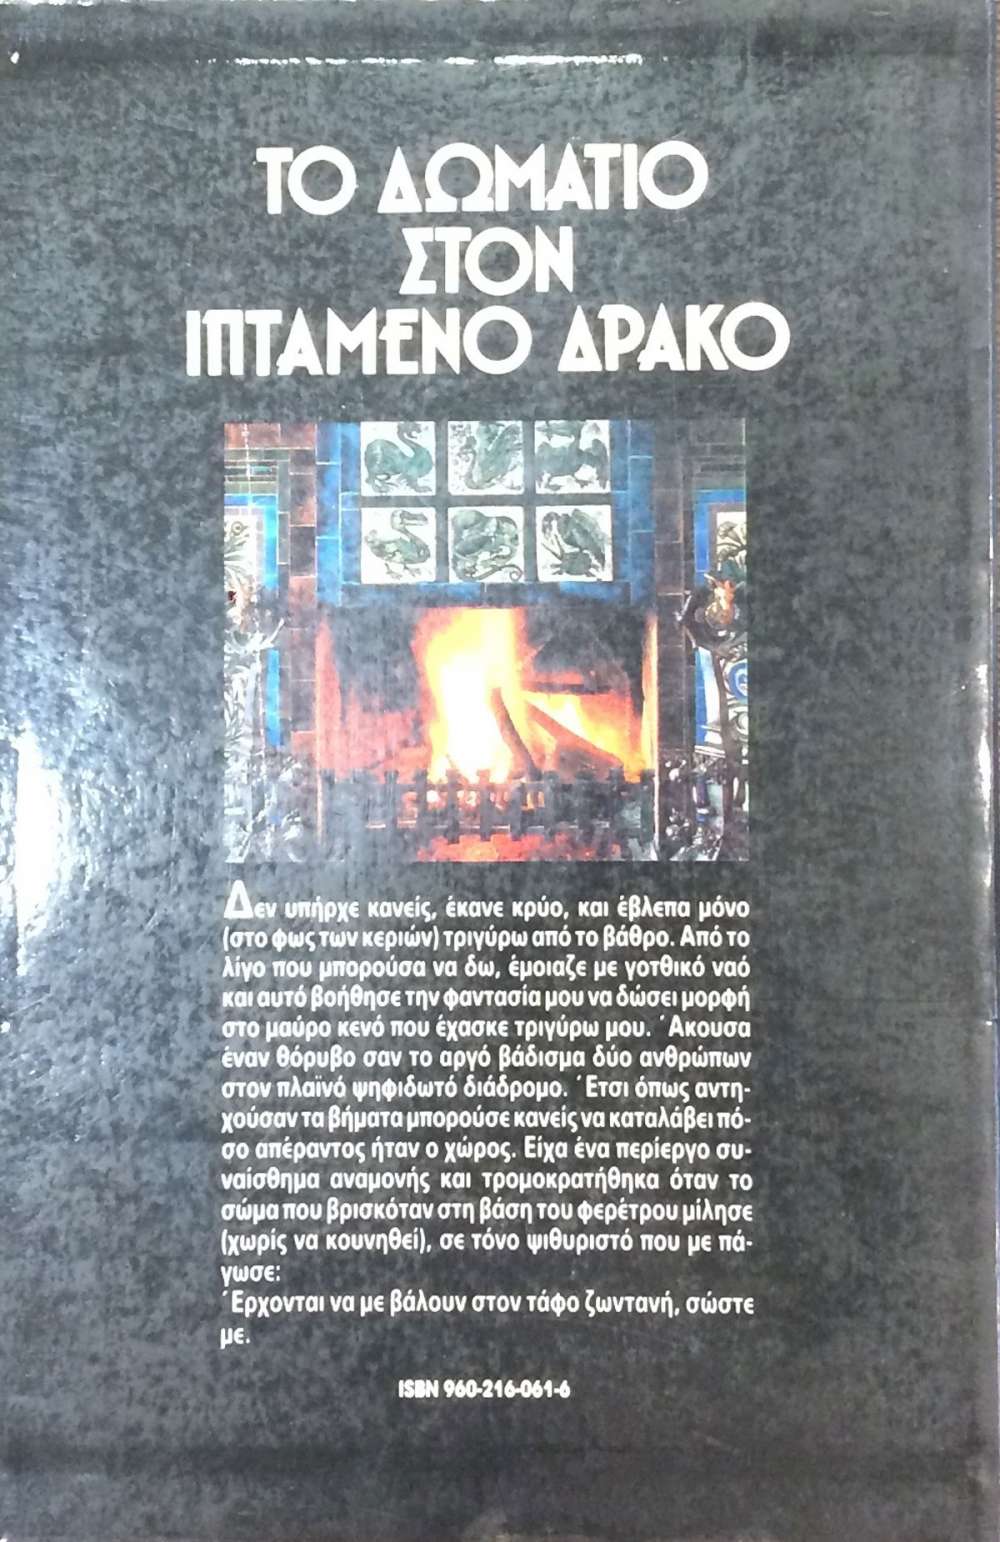 ΤΟ ΔΩΜΑΤΙΟ
ΣΤΟΝ
ΙΠΤΑΜΕΝΟ ΔΡΑΚΟ
Δεν υπήρχε κανείς, έκανε κρύο, και έβλεπα μόνο
(στο φως των κεριών) τριγύρω από το βάθρο. Από το
λίγο που μπορούσα να δω, έμοιαζε με γοτθικό ναό
και αυτό βοήθησε την φαντασία μου να δώσει μορφή
στο μαύρο κενό που έχασκε τριγύρω μου. Άκουσα
έναν θόρυβο σαν το αργό βάδισμα δύο ανθρώπων
στον πλαϊνό ψηφιδωτό διάδρομο. Έτσι όπως αντη-
χούσαν τα βήματα μπορούσε κανείς να καταλάβει πό-
σο απέραντος ήταν ο χώρος. Είχα ένα περίεργο συ-
ναίσθημα αναμονής και τρομοκρατήθηκα όταν το
σώμα που βρισκόταν στη βάση του φερέτρου μίλησε
(χωρίς να κουνηθεί), σε τόνο ψιθυριστό που με πά-
γωσε:
Έρχονται να με βάλουν στον τάφο ζωντανή, σώστε
με.
ISBN 960-216-061-6